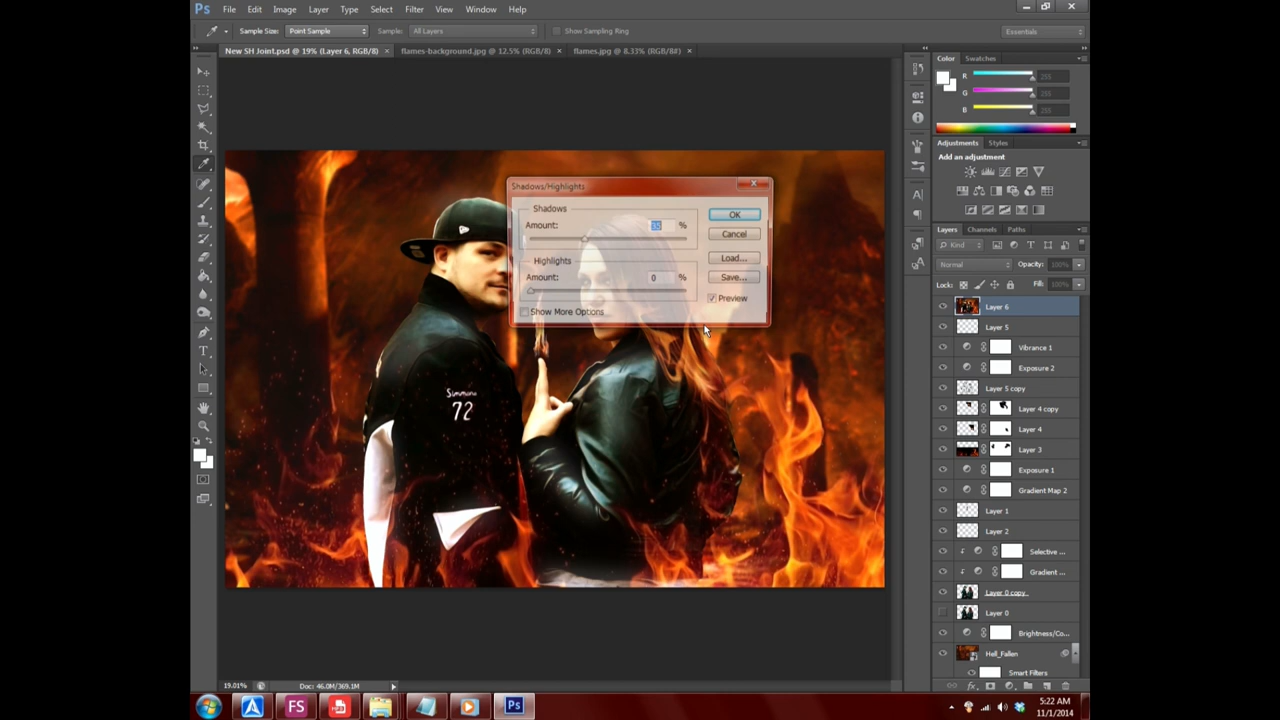 Ps File Edit Image Layer Type Select Filter View Window Help
Sample Size: Point Sample Sample: All Layers Show Sampling Ring Essentials
New SH Joint.psd @ 19% (Layer 6, RGB/8) × flames-background.jpg @ 12.5% (RGB/8) × flames.jpg @ 8.33% (RGB/8#) ×
Color Swatches
R 255
G 255
B 255
Adjustments Styles
Add an adjustment
Shadows/Highlights
Shadows
Amount: 35 %
Highlights
Amount: 0 %
Show More Options
OK
Cancel
Load...
Save...
Preview
Simmons
72
Layers Channels Paths
Kind
Normal Opacity: 100%
Lock: Fill: 100%
Layer 6
Layer 5
Vibrance 1
Exposure 2
Layer 5 copy
Layer 4 copy
Layer 4
Layer 3
Exposure 1
Gradient Map 2
Layer 1
Layer 2
Selective ...
Gradient ...
Layer 0 copy
Layer 0
Brightness/Co...
Hell_Fallen
Smart Filters
19.01% Doc: 46.0M/369.1M
FS Ps
5:22 AM
11/1/2014